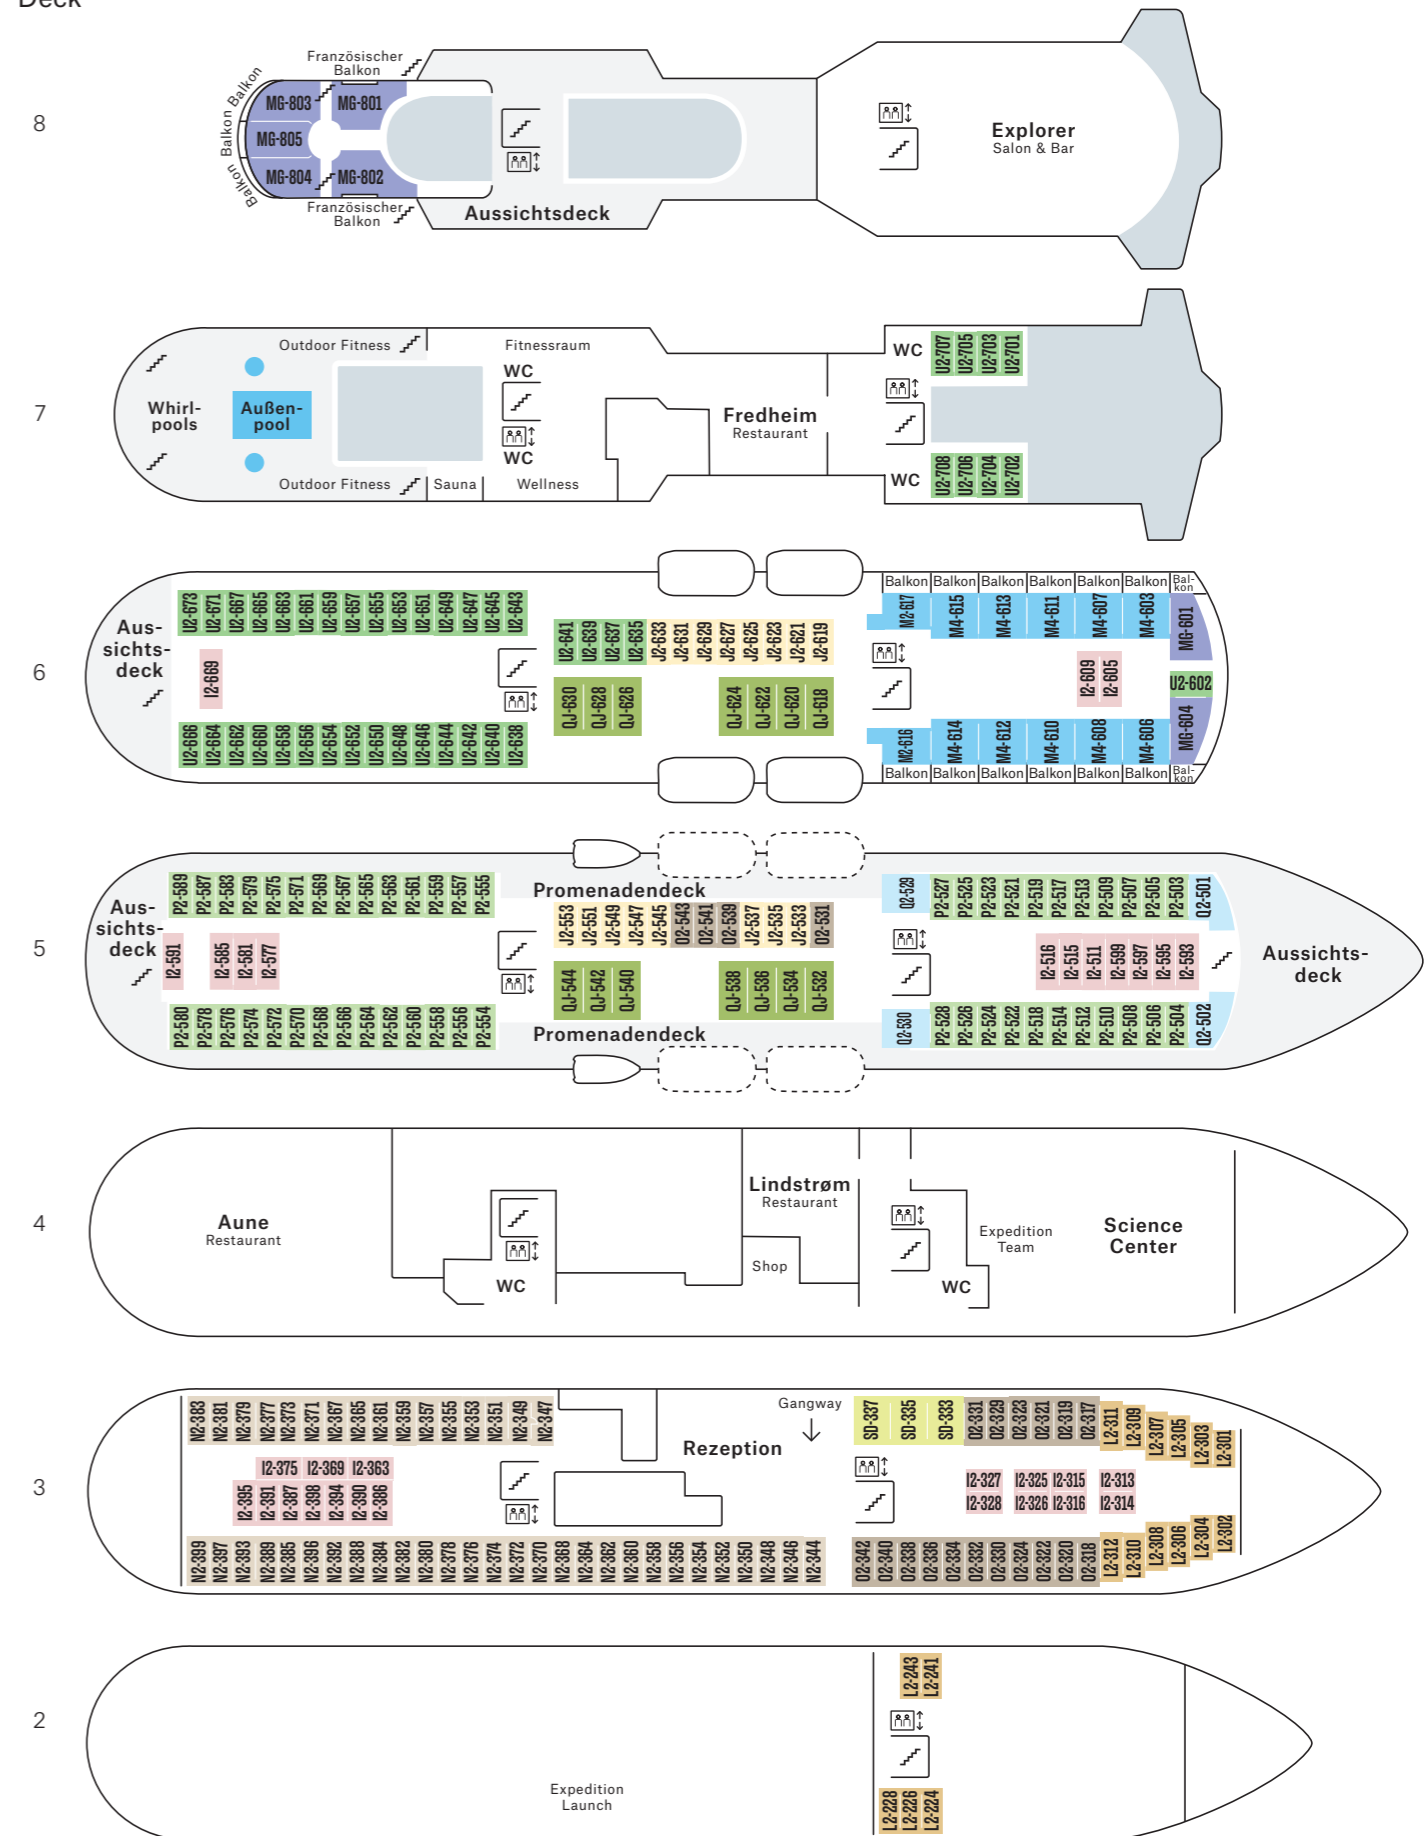 Deck
8
Französischer
Balkon
Balkon
Balkon
Balkon
MG-803
MG-801
MG-805
MG-804
MG-802
Französischer
Balkon
Aussichtsdeck
Explorer
Salon & Bar
7
Outdoor Fitness
Fitnessraum
WC
Whirl-
pools
Außen-
pool
WC
Outdoor Fitness
Sauna
Wellness
Fredheim
Restaurant
WC
U2-707 U2-705 U2-703 U2-701
WC
U2-708 U2-706 U2-704 U2-702
6
Aus-
sichts-
deck
U2-673 U2-671 U2-667 U2-665 U2-663 U2-661 U2-659 U2-657 U2-655 U2-653 U2-651 U2-649 U2-647 U2-645 U2-643
I2-669
U2-666 U2-664 U2-662 U2-660 U2-658 U2-656 U2-654 U2-652 U2-650 U2-648 U2-646 U2-644 U2-642 U2-640 U2-638
U2-641 U2-639 U2-637 U2-635 J2-633 J2-631 J2-629 J2-627 J2-625 J2-623 J2-621 J2-619
QJ-630 QJ-628 QJ-626 QJ-624 QJ-622 QJ-620 QJ-618
Balkon Balkon Balkon Balkon Balkon Balkon Bal-
kon
M2-617 M4-615 M4-613 M4-611 M4-607 M4-603 MG-601
I2-609 I2-605
U2-602
M2-616 M4-614 M4-612 M4-610 M4-608 M4-606 MG-604
Balkon Balkon Balkon Balkon Balkon Balkon Bal-
kon
5
Aus-
sichts-
deck
P2-589 P2-587 P2-583 P2-579 P2-575 P2-571 P2-569 P2-567 P2-565 P2-563 P2-561 P2-559 P2-557 P2-555
I2-591 I2-585 I2-581 I2-577
P2-580 P2-578 P2-576 P2-574 P2-572 P2-570 P2-568 P2-566 P2-564 P2-562 P2-560 P2-558 P2-556 P2-554
Promenadendeck
J2-553 J2-551 J2-549 J2-547 J2-545 O2-543 O2-541 O2-539 J2-537 J2-535 J2-533 O2-531
QJ-544 QJ-542 QJ-540 QJ-538 QJ-536 QJ-534 QJ-532
Promenadendeck
Q2-529 P2-527 P2-525 P2-523 P2-521 P2-519 P2-517 P2-513 P2-509 P2-507 P2-505 P2-503 Q2-501
I2-516 I2-515 I2-511 I2-599 I2-597 I2-595 I2-593
Q2-530 P2-528 P2-526 P2-524 P2-522 P2-518 P2-514 P2-512 P2-510 P2-508 P2-506 P2-504 Q2-502
Aussichts-
deck
4
Aune
Restaurant
WC
Lindstrøm
Restaurant
Shop
WC
Expedition
Team
Science
Center
3
N2-383 N2-381 N2-379 N2-377 N2-373 N2-371 N2-367 N2-365 N2-361 N2-359 N2-357 N2-355 N2-353 N2-351 N2-349 N2-347
I2-375 I2-369 I2-363
I2-395 I2-391 I2-387 I2-398 I2-394 I2-390 I2-386
N2-399 N2-397 N2-393 N2-389 N2-385 N2-396 N2-392 N2-388 N2-384 N2-382 N2-380 N2-378 N2-376 N2-374 N2-372 N2-370 N2-368 N2-364 N2-362 N2-360 N2-358 N2-356 N2-354 N2-352 N2-350 N2-348 N2-346 N2-344
Rezeption
Gangway
SD-337 SD-335 SD-333 O2-331 O2-329 O2-323 O2-321 O2-319 O2-317 L2-311 L2-309 L2-307 L2-305 L2-303 L2-301
I2-327 I2-325 I2-315 I2-313
I2-328 I2-326 I2-316 I2-314
O2-342 O2-340 O2-338 O2-336 O2-334 O2-332 O2-330 O2-324 O2-322 O2-320 O2-318 L2-312 L2-310 L2-308 L2-306 L2-304 L2-302
2
L2-243 L2-241
Expedition
Launch
L2-228 L2-226 L2-224